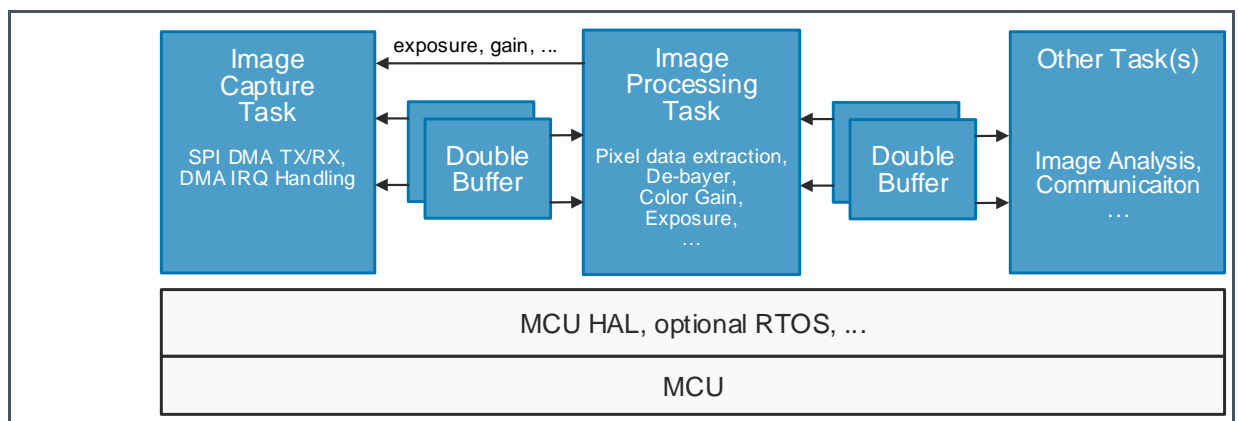 Image
Capture
Task
SPI DMA TX/RX,
DMA IRQ Handling
exposure, gain, ...
Double
Buffer
Image
Processing
Task
Pixel data extraction,
De-bayer,
Color Gain,
Exposure,
...
Double
Buffer
Other Task(s)
Image Analysis,
Communicaiton
...
MCU HAL, optional RTOS, ...
MCU